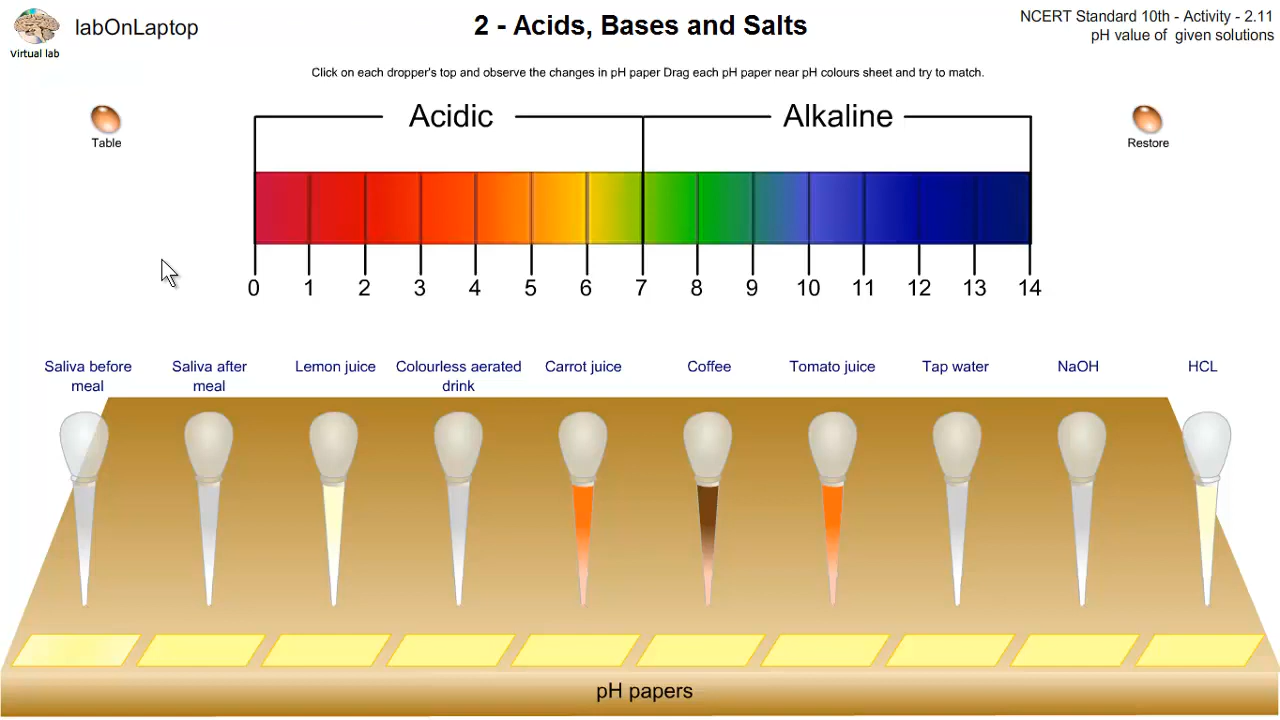 labOnLaptop
Virtual lab
2 - Acids, Bases and Salts
NCERT Standard 10th - Activity - 2.11
pH value of given solutions
Click on each dropper's top and observe the changes in pH paper Drag each pH paper near pH colours sheet and try to match.
Table
Restore
Acidic
Alkaline
0 1 2 3 4 5 6 7 8 9 10 11 12 13 14
Saliva before
meal
Saliva after
meal
Lemon juice
Colourless aerated
drink
Carrot juice
Coffee
Tomato juice
Tap water
NaOH
HCL
pH papers